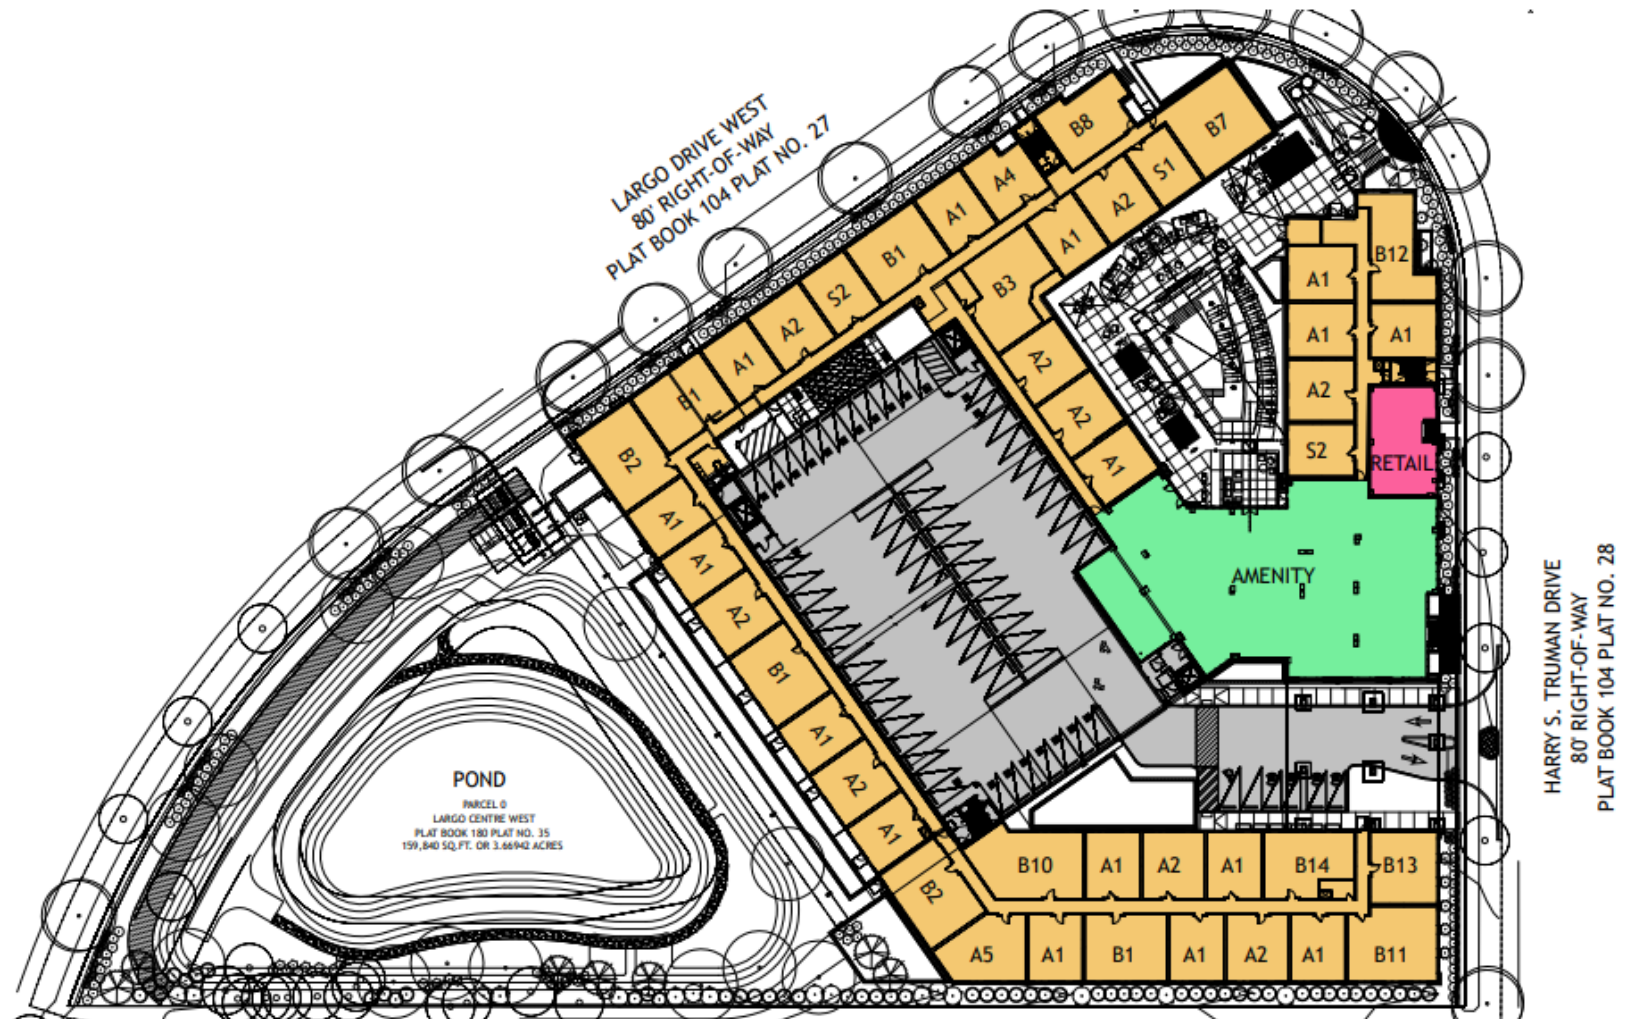 LARGO DRIVE WEST
80' RIGHT-OF-WAY
PLAT BOOK 104 PLAT NO. 27
B8
B7
S1
A4
A2
A1
A1
B1
B3
S2
A2
A1
B1
B2
A2
A2
A1
B12
A1
A1
A1
A2
S2
RETAIL
AMENITY
A1
A1
A2
B1
A1
A2
A1
B2
POND
PARCEL O
LARGO CENTRE WEST
PLAT BOOK 180 PLAT NO. 35
159,840 SQ.FT. OR 3.66942 ACRES
B10
A1
A2
A1
B14
B13
A5
A1
B1
A1
A2
A1
B11
HARRY S. TRUMAN DRIVE
80' RIGHT-OF-WAY
PLAT BOOK 104 PLAT NO. 28